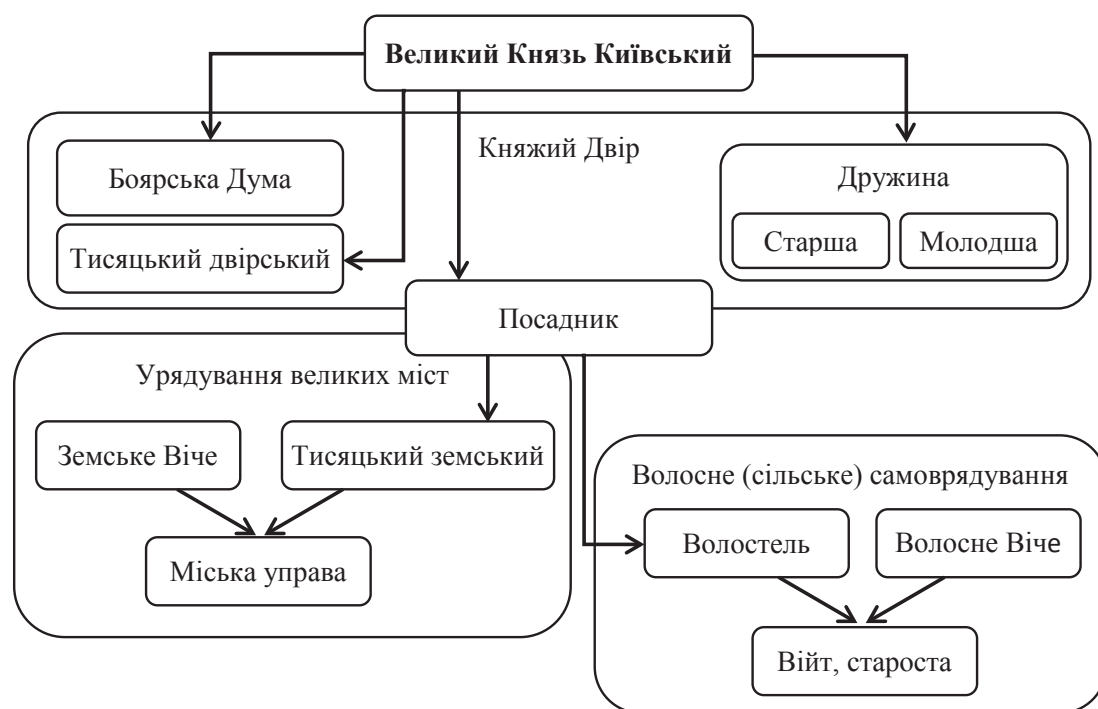 Великий Князь Київський
Княжий Двір
Боярська Дума
Тисяцький двірський
Дружина
Старша
Молодша
Посадник
Урядування великих міст
Земське Віче
Тисяцький земський
Міська управа
Волосне (сільське) самоврядування
Волостель
Волосне Віче
Війт, староста